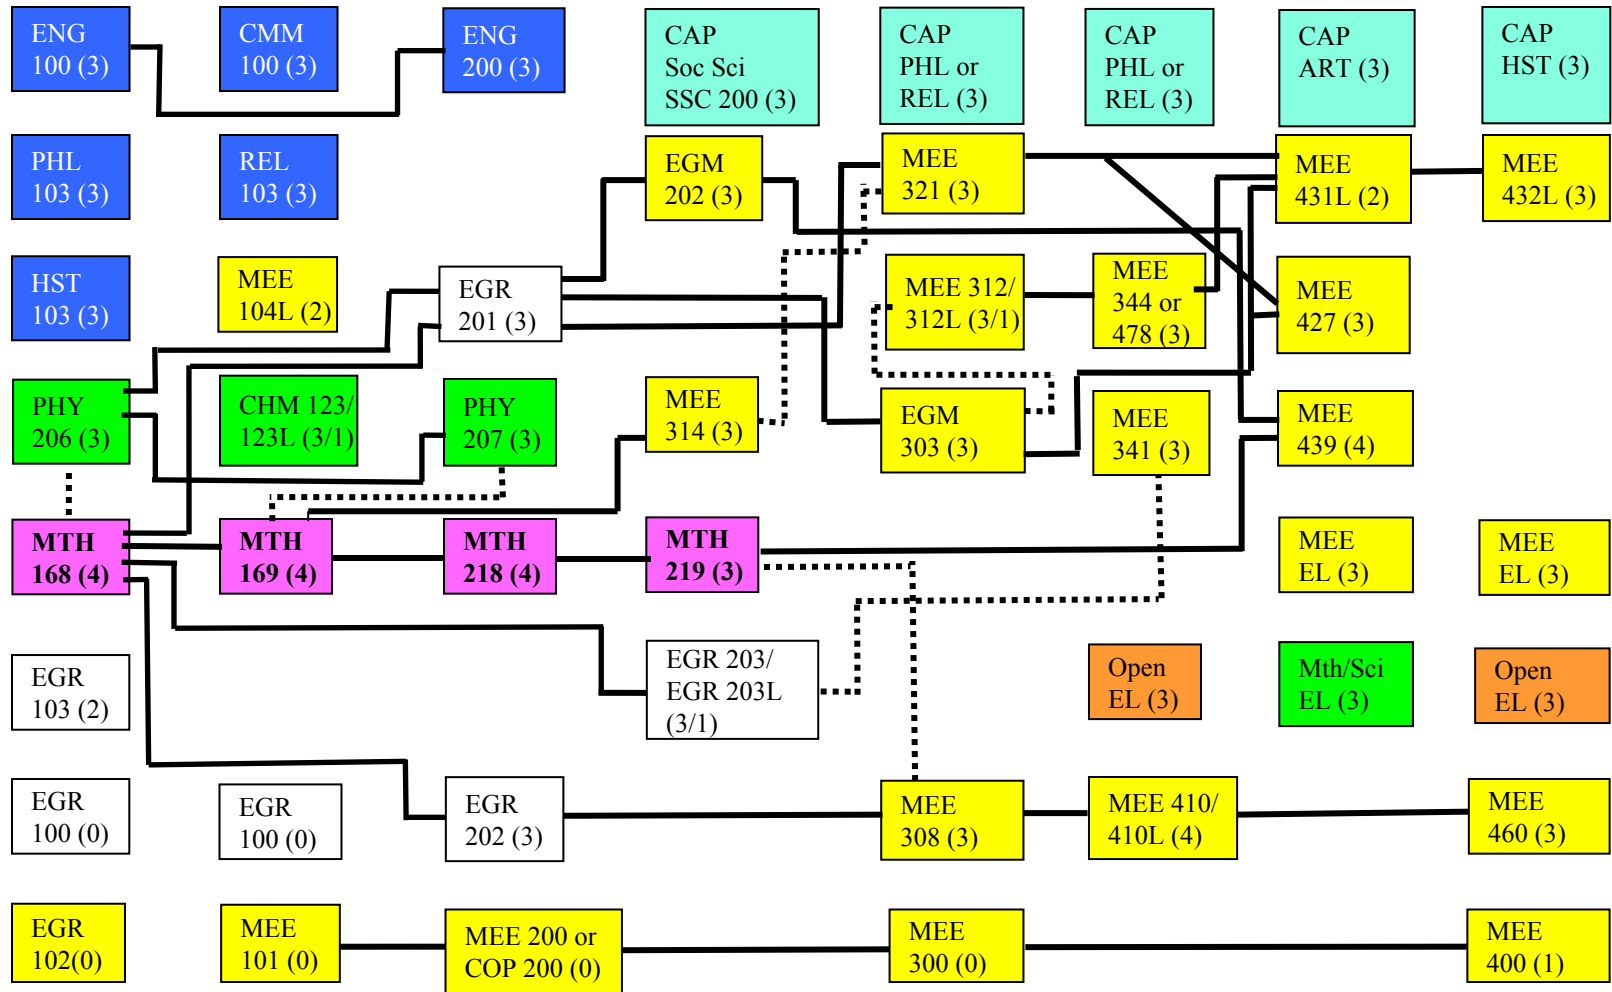 ENG
100 (3)
CMM
100 (3)
ENG
200 (3)
CAP
Soc Sci
SSC 200 (3)
CAP
PHL or
REL (3)
CAP
PHL or
REL (3)
CAP
ART (3)
CAP
HST (3)
PHL
103 (3)
REL
103 (3)
EGM
202 (3)
MEE
321 (3)
MEE
431L (2)
MEE
432L (3)
HST
103 (3)
MEE
104L (2)
EGR
201 (3)
MEE 312/
312L (3/1)
MEE
344 or
478 (3)
MEE
427 (3)
PHY
206 (3)
CHM 123/
123L (3/1)
PHY
207 (3)
MEE
314 (3)
EGM
303 (3)
MEE
341 (3)
MEE
439 (4)
MTH
168 (4)
MTH
169 (4)
MTH
218 (4)
MTH
219 (3)
MEE
EL (3)
MEE
EL (3)
EGR
103 (2)
EGR 203/
EGR 203L
(3/1)
Open
EL (3)
Mth/Sci
EL (3)
Open
EL (3)
EGR
100 (0)
EGR
100 (0)
EGR
202 (3)
MEE
308 (3)
MEE 410/
410L (4)
MEE
460 (3)
EGR
102(0)
MEE
101 (0)
MEE 200 or
COP 200 (0)
MEE
300 (0)
MEE
400 (1)